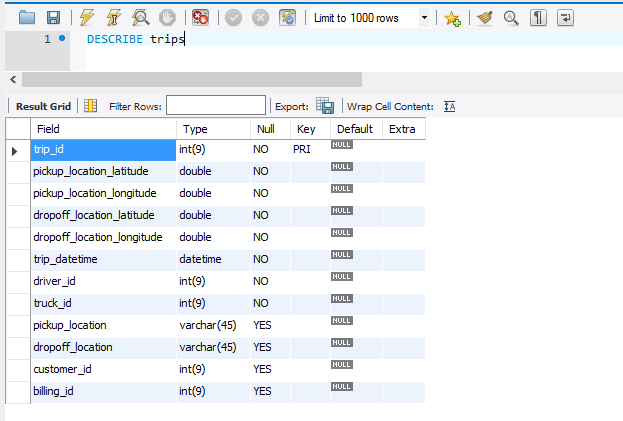 Limit to 1000 rows
1 DESCRIBE trips
Result Grid Filter Rows: Export: Wrap Cell Content: IA
Field Type Null Key Default Extra
trip_id int(9) NO PRI NULL
pickup_location_latitude double NO NULL
pickup_location_longitude double NO NULL
dropoff_location_latitude double NO NULL
dropoff_location_longitude double NO NULL
trip_datetime datetime NO NULL
driver_id int(9) NO NULL
truck_id int(9) NO NULL
pickup_location varchar(45) YES NULL
dropoff_location varchar(45) YES NULL
customer_id int(9) YES NULL
billing_id int(9) YES NULL